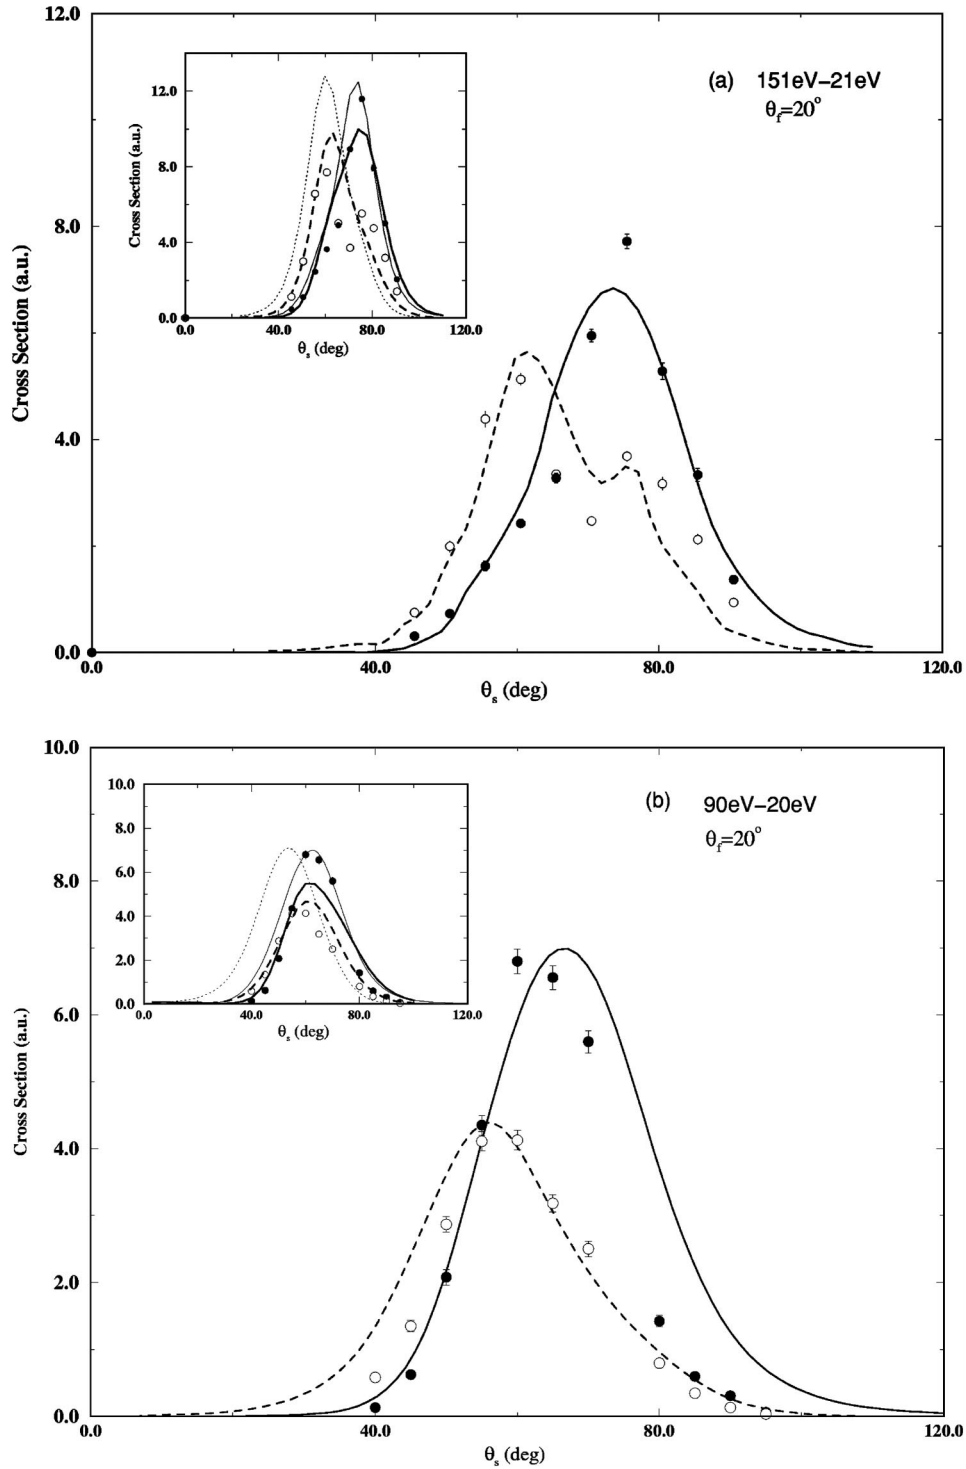 12.0
(a) 151eV−21eV
θf=20°
12.0
8.0
4.0
0.0
Cross Section (a.u.)
0.0 40.0 80.0 120.0
θs (deg)
8.0
4.0
0.0
Cross Section (a.u.)
0.0 40.0 80.0 120.0
θs (deg)
10.0
(b) 90eV−20eV
θf=20°
10.0
8.0
6.0
4.0
2.0
0.0
0.0 40.0 80.0 120.0
θs (deg)
8.0
6.0
4.0
2.0
0.0
Cross Section (a.u.)
0.0 40.0 80.0 120.0
θs (deg)